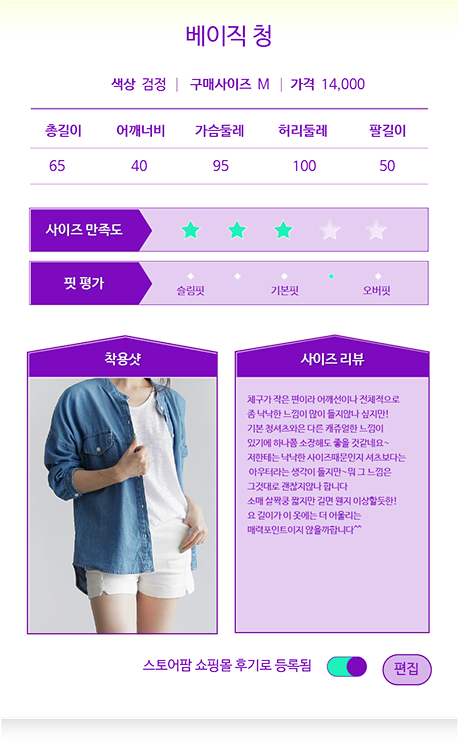 베이직 청
색상 검정 | 구매사이즈 M | 가격 14,000
총길이 어깨너비 가슴둘레 허리둘레 팔길이
65 40 95 100 50
사이즈 만족도
핏 평가
슬림핏 기본핏 오버핏
착용샷
사이즈 리뷰
체구가 작은 편이라 어깨선이나 전체적으로
좀 낙낙한 느낌이 많이 들지않나 싶지만!
기본 청셔츠와은 다른 캐쥬얼한 느낌이
있기에 하나쯤 소장해도 좋을 것같네요~
저한테는 낙낙한 사이즈때문인지 셔츠보다는
아우터라는 생각이 들지만~뭐 그 느낌은
그것대로 괜찮지않나 합니다
소매 살짝쿵 짧지만 길면 왠지 이상할듯한!
요 길이가 이 옷에는 더 어울리는
매력포인트이지 않을까합니다^^
스토어팜 쇼핑몰 후기로 등록됨
편집